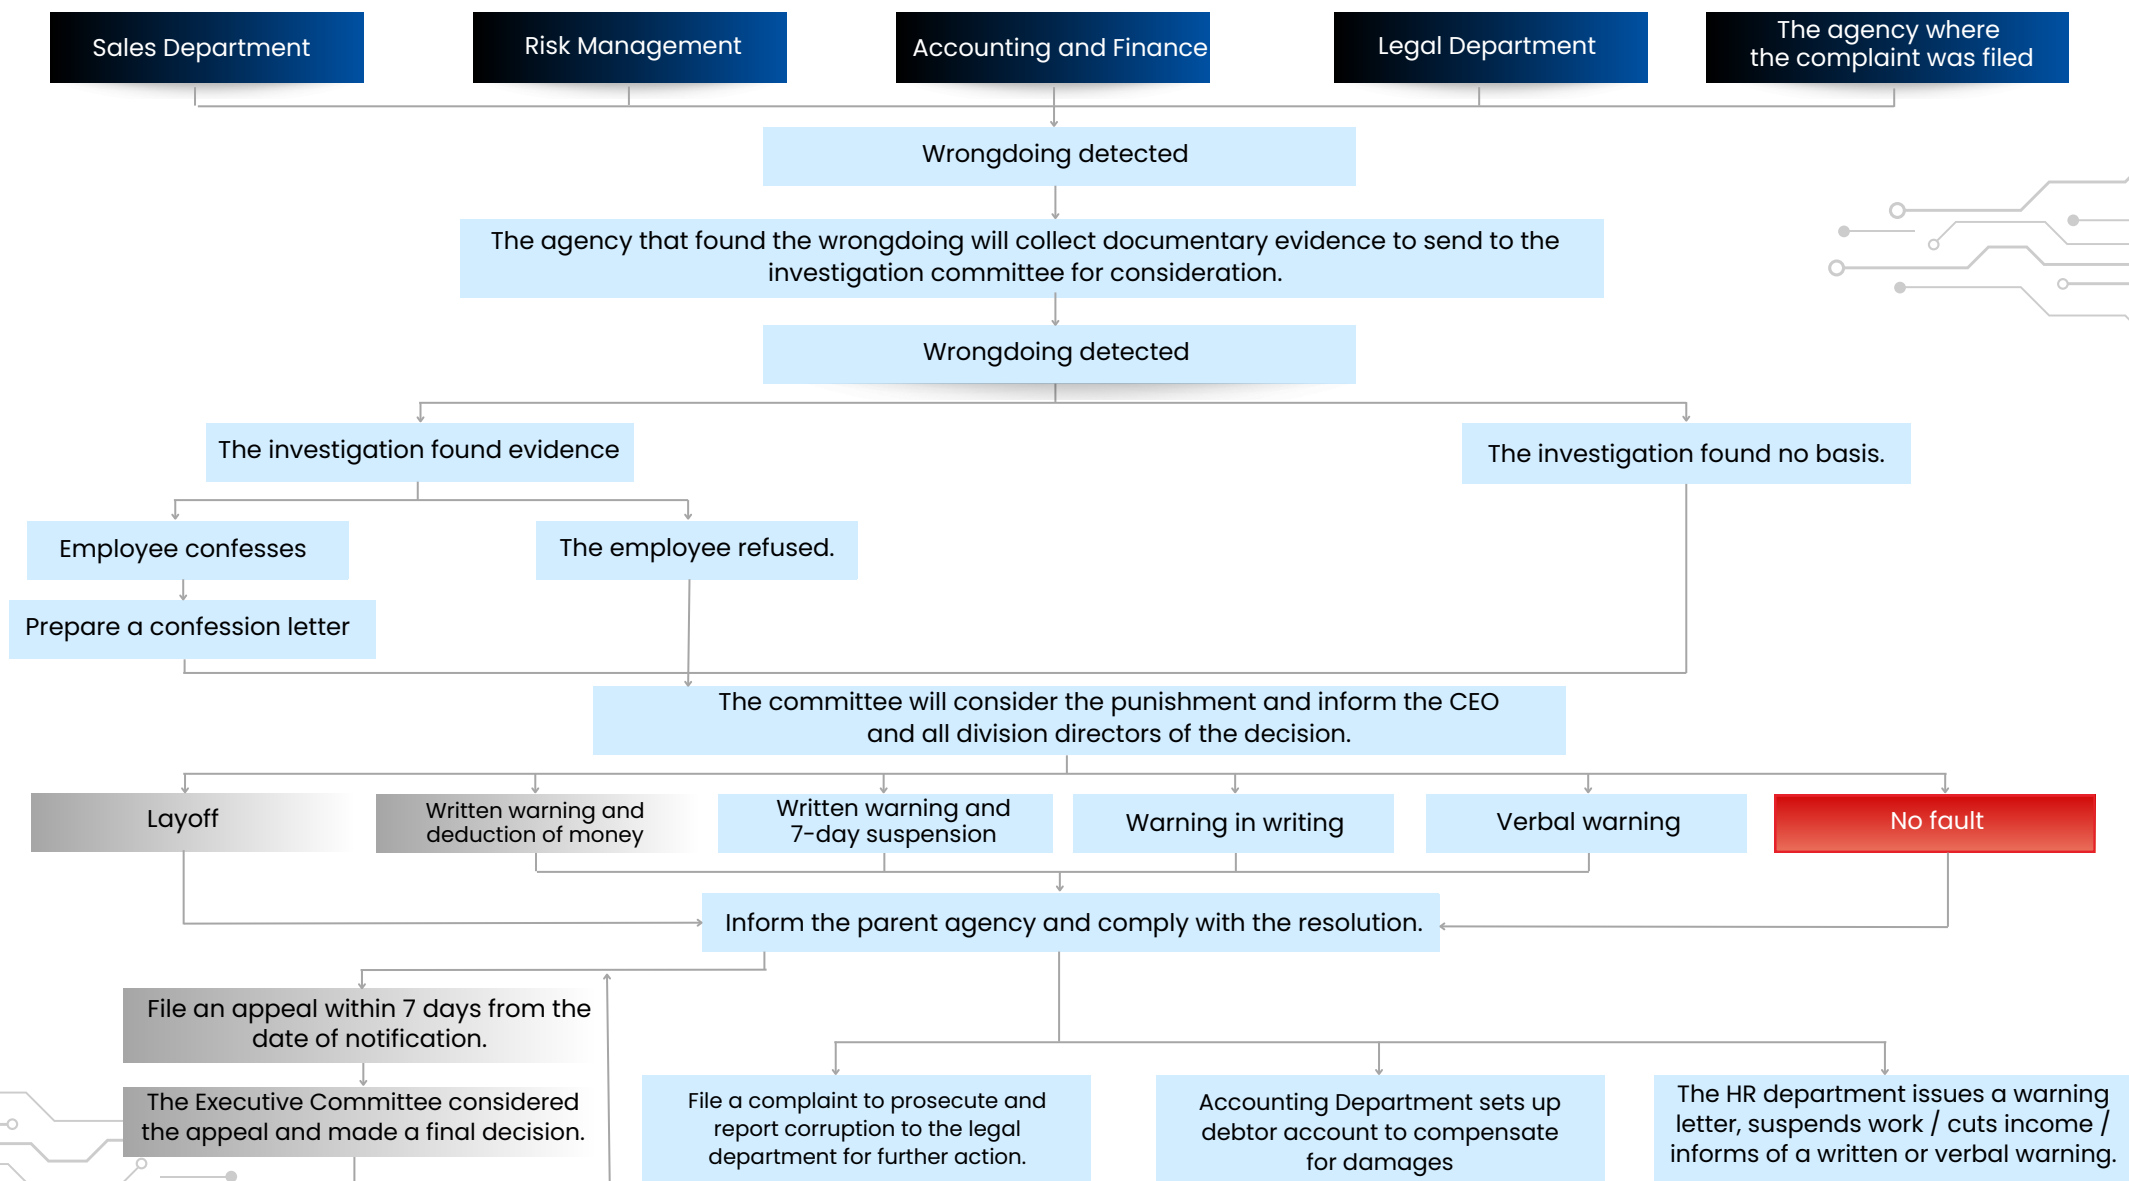 Sales Department
Risk Management
Accounting and Finance
Legal Department
The agency where
the complaint was filed
Wrongdoing detected
The agency that found the wrongdoing will collect documentary evidence to send to the
investigation committee for consideration.
Wrongdoing detected
The investigation found evidence
The investigation found no basis.
Employee confesses
The employee refused.
Prepare a confession letter
The committee will consider the punishment and inform the CEO
and all division directors of the decision.
Layoff
Written warning and
deduction of money
Written warning and
7-day suspension
Warning in writing
Verbal warning
No fault
Inform the parent agency and comply with the resolution.
File an appeal within 7 days from the
date of notification.
The Executive Committee considered
the appeal and made a final decision.
File a complaint to prosecute and
report corruption to the legal
department for further action.
Accounting Department sets up
debtor account to compensate
for damages
The HR department issues a warning
letter, suspends work / cuts income /
informs of a written or verbal warning.